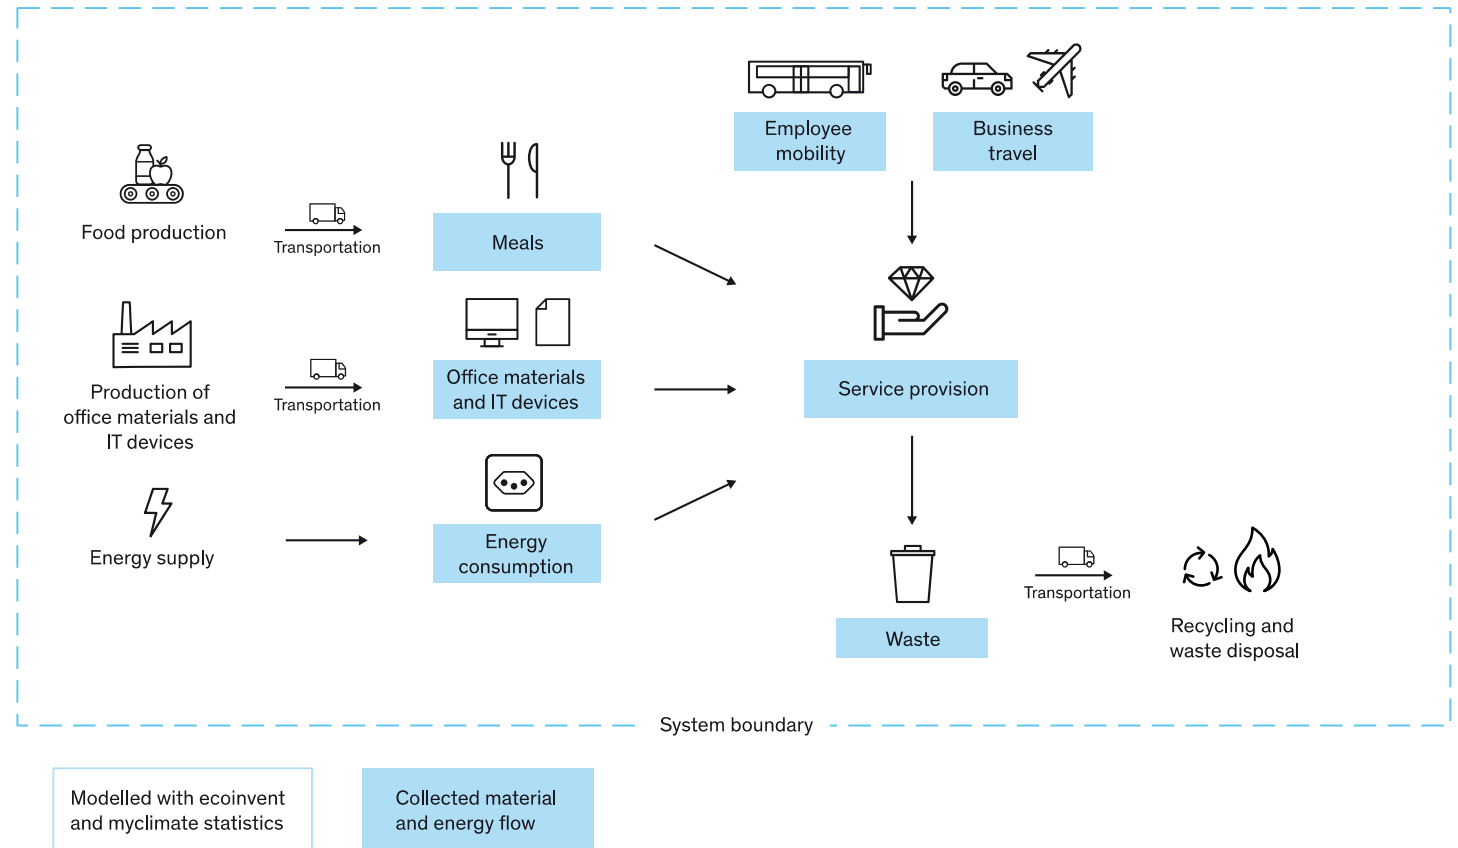 Employee
mobility
Business
travel
Food production
Transportation
Meals
Production of
office materials and
IT devices
Transportation
Office materials
and IT devices
Service provision
Energy supply
Energy
consumption
Waste
Transportation
Recycling and
waste disposal
System boundary
Modelled with ecoinvent
and myclimate statistics
Collected material
and energy flow